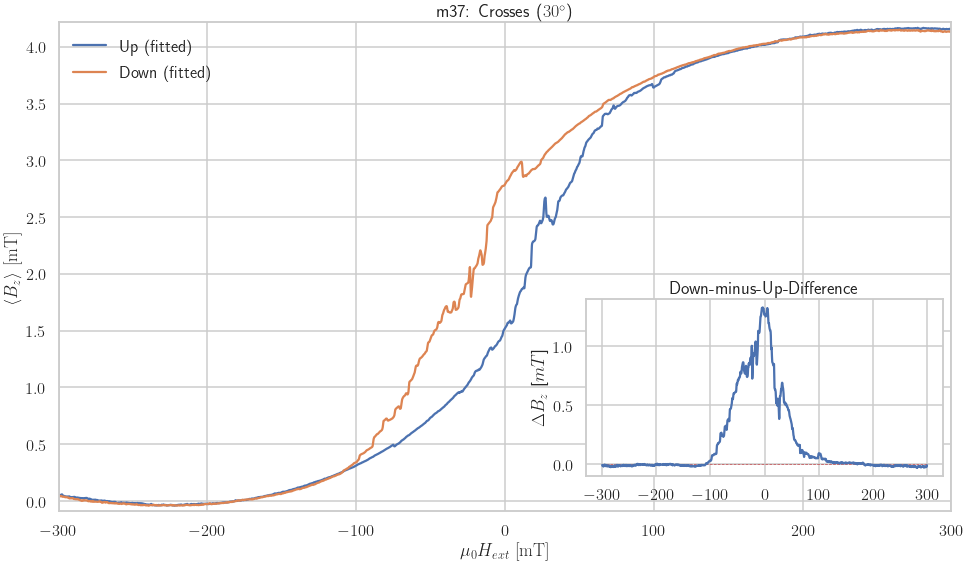 m37: Crosses (30°)
Up (fitted)
Down (fitted)
⟨B_z⟩ [mT]
4.0
3.5
3.0
2.5
2.0
1.5
1.0
0.5
0.0
−300 −200 −100 0 100 200 300
μ₀H_ext [mT]
Down-minus-Up-Difference
ΔB_z [mT]
1.0
0.5
0.0
−300 −200 −100 0 100 200 300